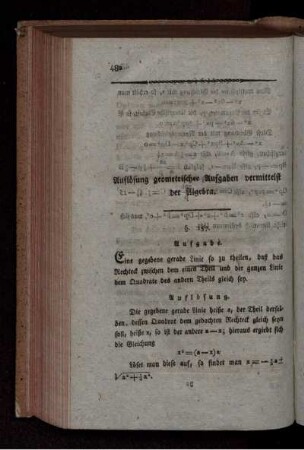 Auflösung geometrischer Aufgaben vermittelst
der Algebra.
Aufgabe.
Eine gegebene gerade Linie so zu theilen, daß das
Rechteck zwischen dem einen Theil und der ganzen Linie
dem Quadrate des andern Theils gleich sey.
Auflösung.
Die gegebene gerade Linie heisse a, der Theil dersel-
ben, dessen Quadrat dem gedachten Rechteck gleich seyn
soll, heisse x; so ist der andere a—x; hieraus ergiebt sich
die Gleichung
x²=(a—x)a
löset man diese auf, so findet man x=—½a±
√a²+¼a².